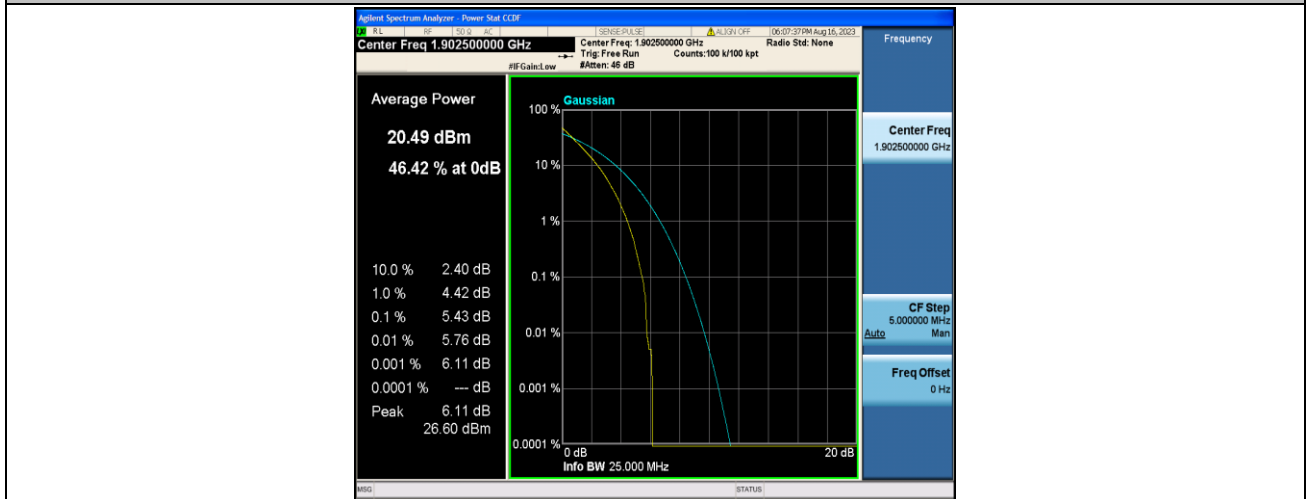 Agilent Spectrum Analyzer - Power Stat CCDF
RL RF 50 Ω AC SENSE:PULSE ALIGN OFF 06:07:37 PM Aug 16, 2023
Center Freq 1.902500000 GHz
Center Freq: 1.902500000 GHz Radio Std: None
Trig: Free Run Counts:100 k/100 kpt
#IFGain:Low #Atten: 46 dB
Average Power
20.49 dBm
46.42 % at 0dB
10.0 % 2.40 dB
1.0 % 4.42 dB
0.1 % 5.43 dB
0.01 % 5.76 dB
0.001 % 6.11 dB
0.0001 % --- dB
Peak 6.11 dB
26.60 dBm
Gaussian
100 %
10 %
1 %
0.1 %
0.01 %
0.001 %
0.0001 %
0 dB 20 dB
Info BW 25.000 MHz
Frequency
Center Freq
1.902500000 GHz
CF Step
5.000000 MHz
Auto Man
Freq Offset
0 Hz
MSG STATUS